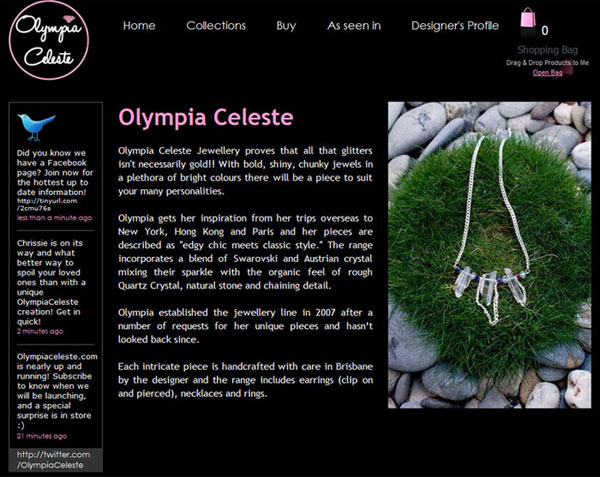 Olympia
Celeste
Home
Collections
Buy
As seen in
Designer's Profile
0
Shopping Bag
Drag & Drop Products to Me
Open Bag
Did you know we
have a Facebook
page? Join now for
the hottest up to
date information!
http://tinyurl.com
/2cmu76s
less than a minute ago
Chrissie is on its
way and what
better way to
spoil your loved
ones than with a
unique
OlympiaCeleste
creation! Get in
quick!
2 minutes ago
Olympiaceleste.com
is nearly up and
running! Subscribe
to know when we
will be launching,
and a special
surprise is in store
:)
21 minutes ago
http://twitter.com
/OlympiaCeleste
Olympia Celeste
Olympia Celeste Jewellery proves that all that glitters
isn't necessarily gold!! With bold, shiny, chunky jewels in
a plethora of bright colours there will be a piece to suit
your many personalities.
Olympia gets her inspiration from her trips overseas to
New York, Hong Kong and Paris and her pieces are
described as "edgy chic meets classic style." The range
incorporates a blend of Swarovski and Austrian crystal
mixing their sparkle with the organic feel of rough
Quartz Crystal, natural stone and chaining detail.
Olympia established the jewellery line in 2007 after a
number of requests for her unique pieces and hasn't
looked back since.
Each intricate piece is handcrafted with care in Brisbane
by the designer and the range includes earrings (clip on
and pierced), necklaces and rings.